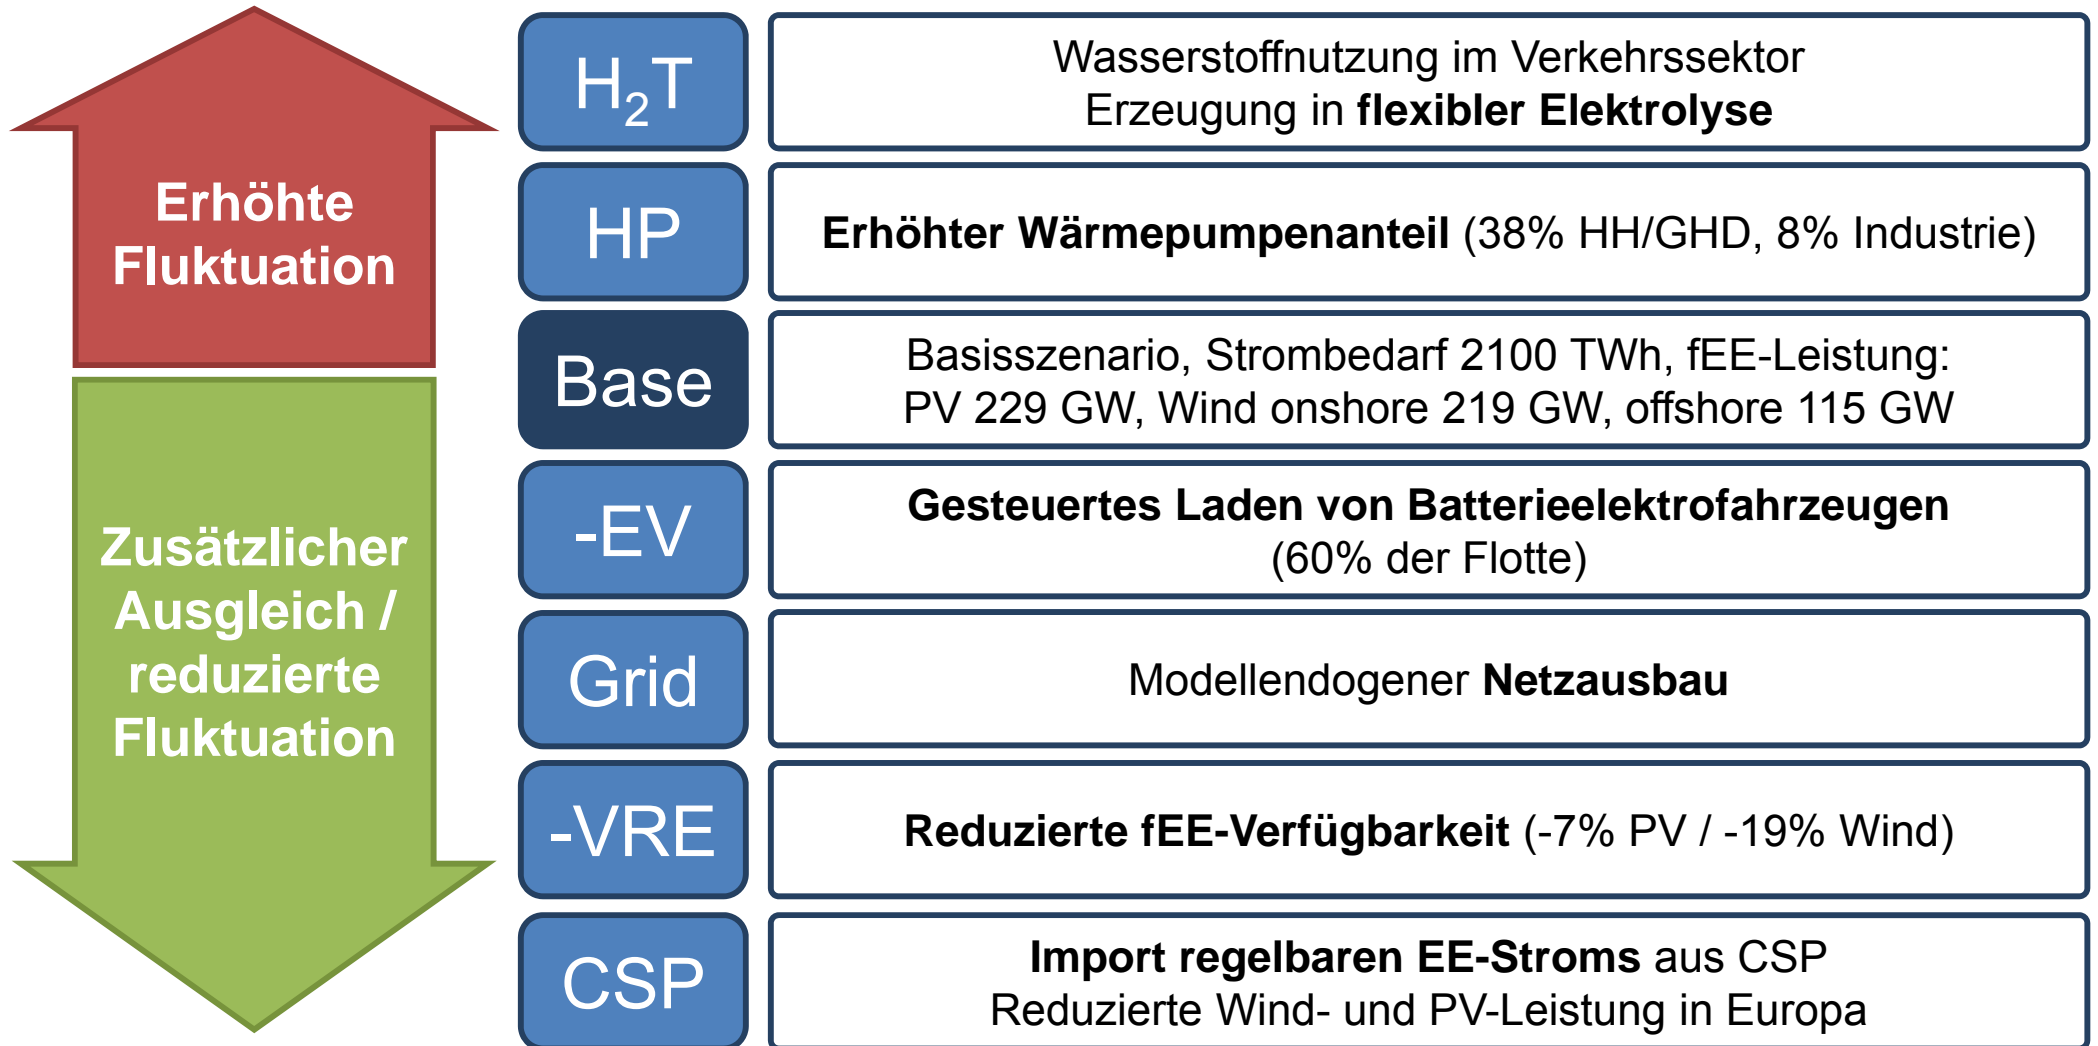 Erhöhte
Fluktuation
Zusätzlicher
Ausgleich /
reduzierte
Fluktuation
H₂T
Wasserstoffnutzung im Verkehrssektor
Erzeugung in flexibler Elektrolyse
HP
Erhöhter Wärmepumpenanteil (38% HH/GHD, 8% Industrie)
Base
Basisszenario, Strombedarf 2100 TWh, fEE-Leistung:
PV 229 GW, Wind onshore 219 GW, offshore 115 GW
-EV
Gesteuertes Laden von Batterieelektrofahrzeugen
(60% der Flotte)
Grid
Modellendogener Netzausbau
-VRE
Reduzierte fEE-Verfügbarkeit (-7% PV / -19% Wind)
CSP
Import regelbaren EE-Stroms aus CSP
Reduzierte Wind- und PV-Leistung in Europa